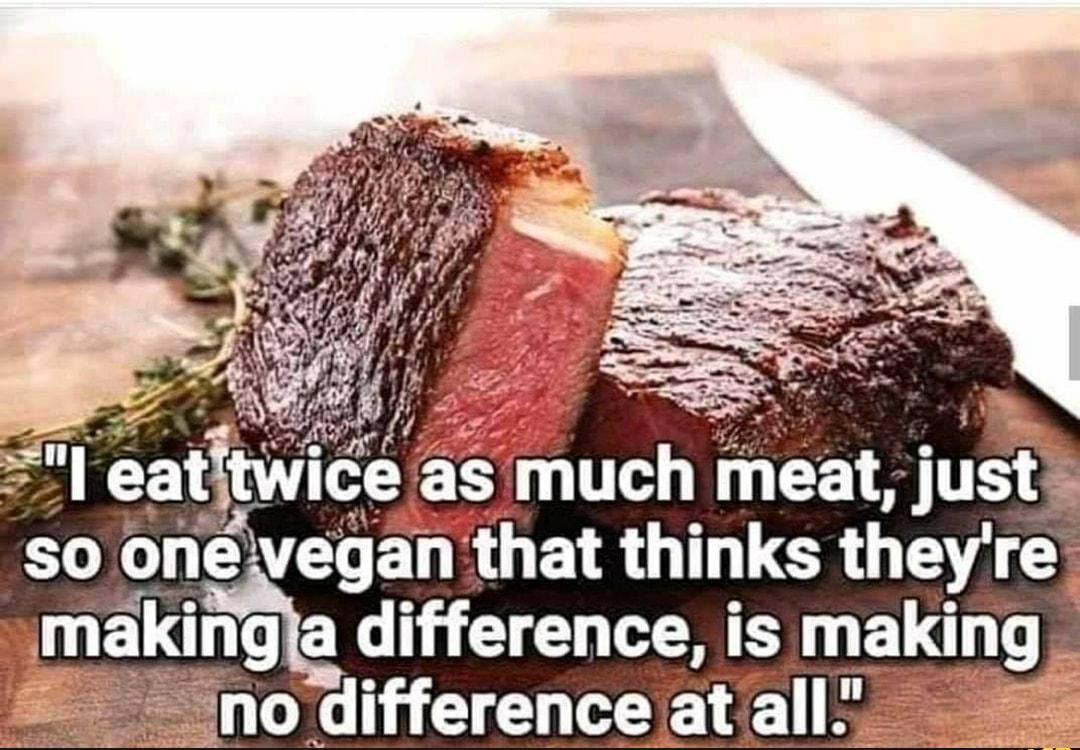 "I eat twice as much meat, just
so one vegan that thinks they're
making a difference, is making
no difference at all."